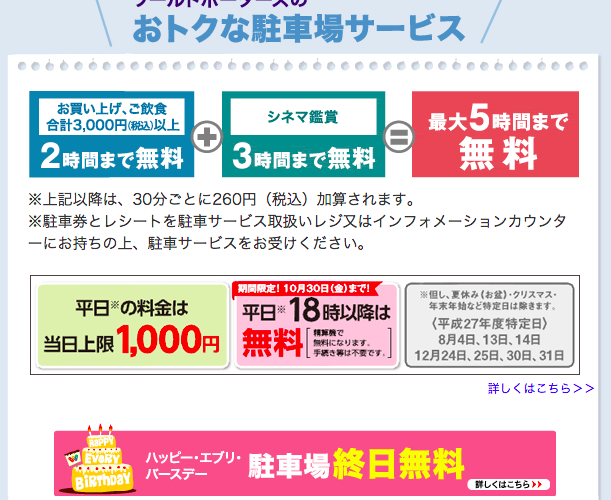 ワールドポーターズの
おトクな駐車場サービス
お買い上げ、ご飲食
合計3,000円(税込)以上
2時間まで無料
+
シネマ鑑賞
3時間まで無料
=
最大5時間まで
無料
※上記以降は、30分ごとに260円（税込）加算されます。
※駐車券とレシートを駐車サービス取扱いレジ又はインフォメーションカウンタ
ーにお持ちの上、駐車サービスをお受けください。
平日※の料金は
当日上限1,000円
期間限定！10月30日(金)まで!
平日※18時以降は
無料
精算機で
無料になります。
手続き等は不要です。
※但し、夏休み(お盆)・クリスマス・
年末年始など特定日は除きます。
〈平成27年度特定日〉
8月4日、13日、14日
12月24日、25日、30日、31日
詳しくはこちら>>
HAPPY
EVERY
BIRTHDAY
ハッピー・エブリ・
バースデー
駐車場終日無料
詳しくはこちら